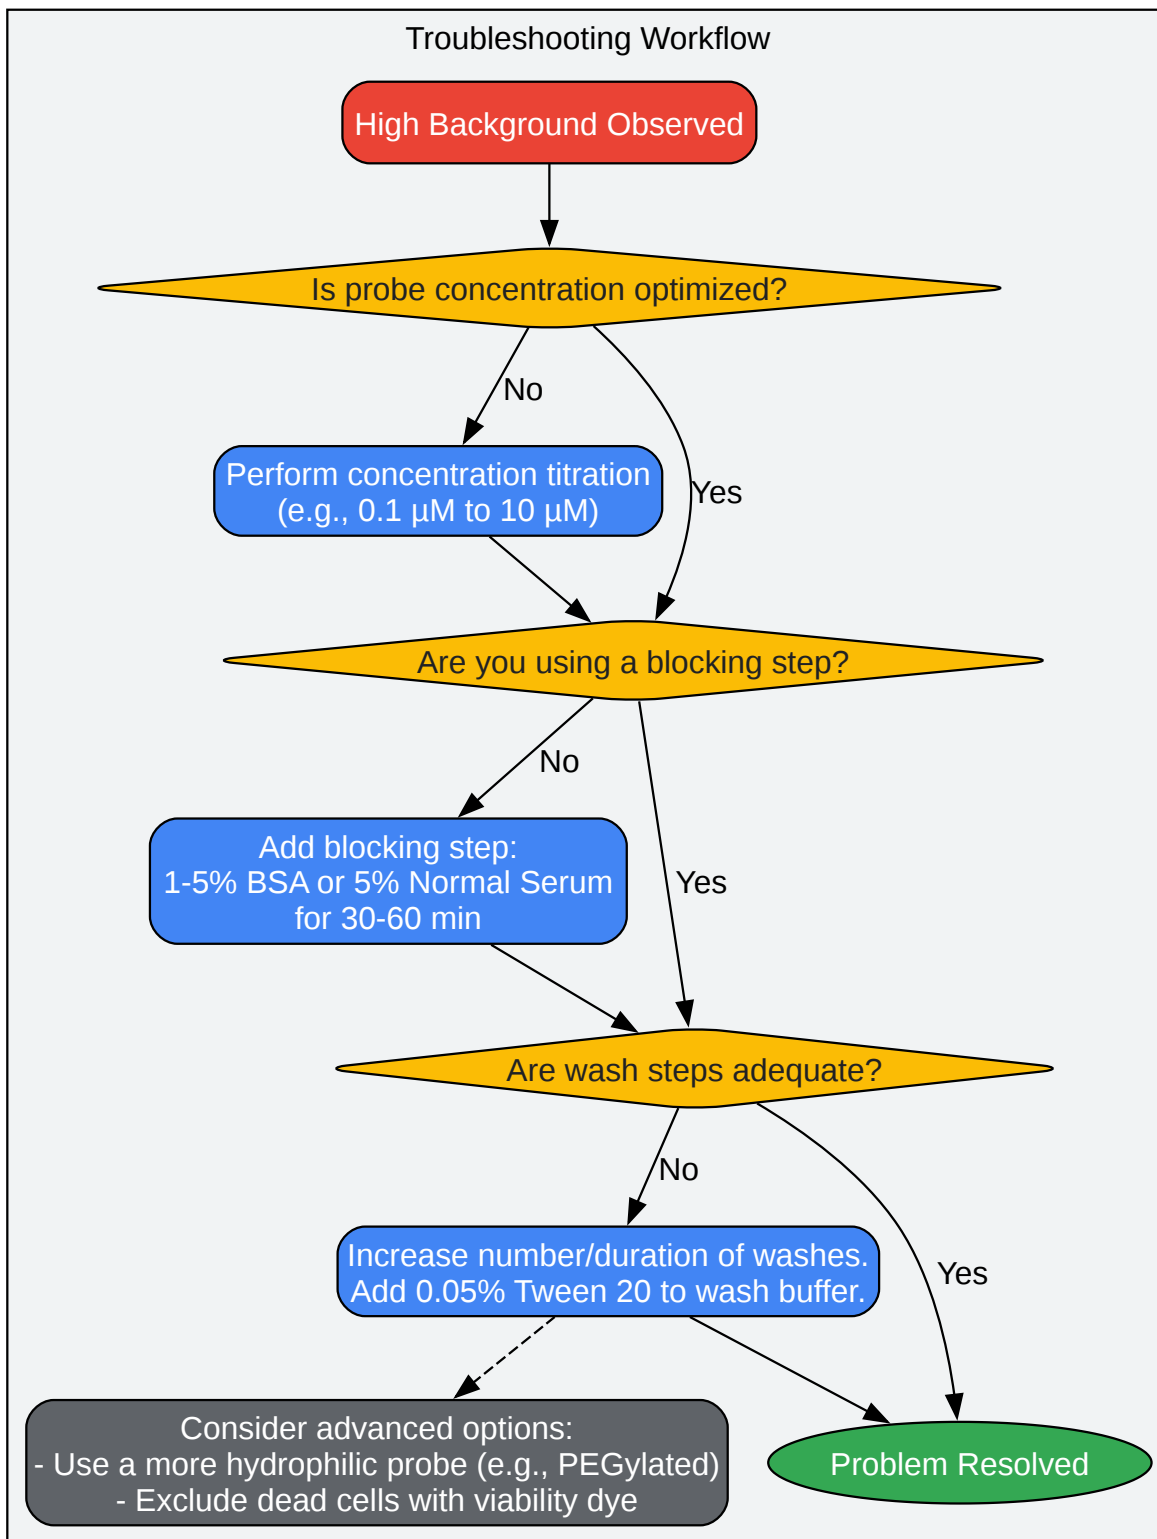 Troubleshooting Workflow
High Background Observed
Is probe concentration optimized?
No
Perform concentration titration
(e.g., 0.1 µM to 10 µM)
Yes
Are you using a blocking step?
No
Add blocking step:
1-5% BSA or 5% Normal Serum
for 30-60 min
Yes
Are wash steps adequate?
No
Increase number/duration of washes.
Add 0.05% Tween 20 to wash buffer.
Yes
Consider advanced options:
- Use a more hydrophilic probe (e.g., PEGylated)
- Exclude dead cells with viability dye
Problem Resolved